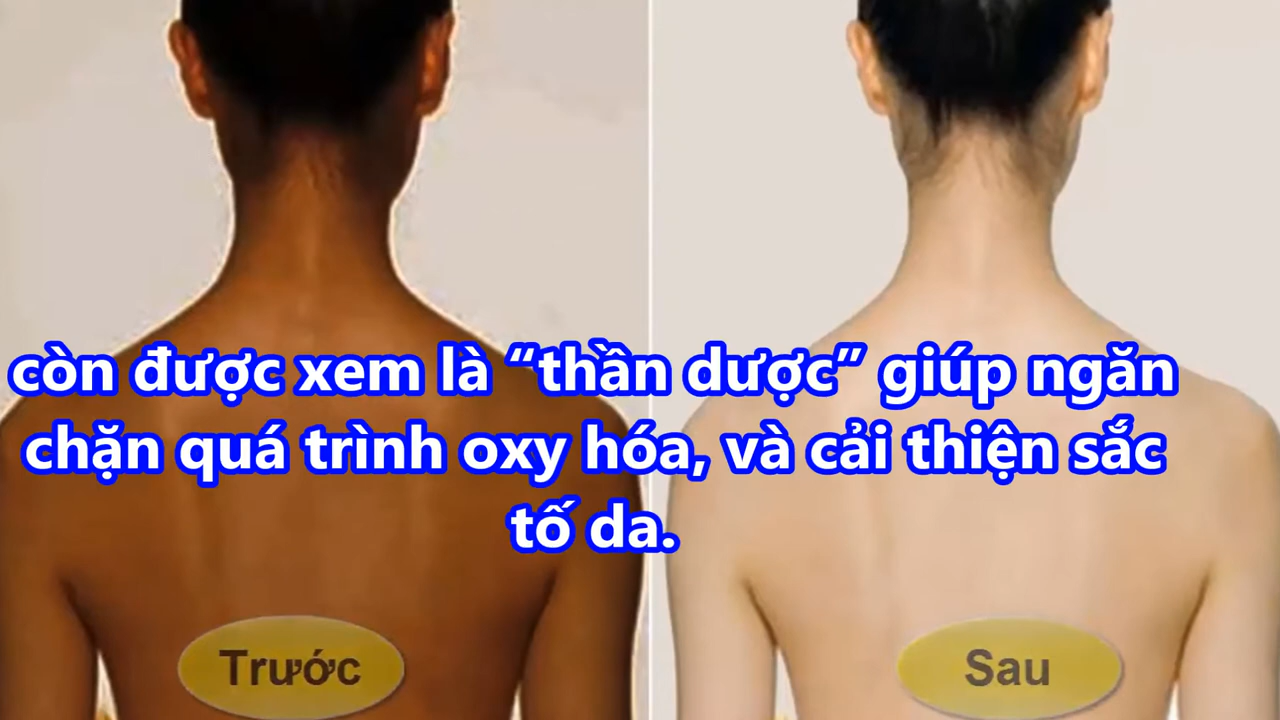 còn được xem là “thần dược” giúp ngăn
chặn quá trình oxy hóa, và cải thiện sắc
tố da.
Trước
Sau